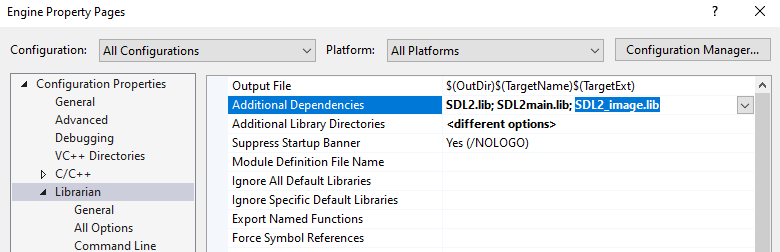 Engine Property Pages ? ×
Configuration: All Configurations Platform: All Platforms Configuration Manager...
Configuration Properties
General
Advanced
Debugging
VC++ Directories
C/C++
Librarian
General
All Options
Command Line
Output File $(OutDir)$(TargetName)$(TargetExt)
Additional Dependencies SDL2.lib; SDL2main.lib; SDL2_image.lib
Additional Library Directories <different options>
Suppress Startup Banner Yes (/NOLOGO)
Module Definition File Name
Ignore All Default Libraries
Ignore Specific Default Libraries
Export Named Functions
Force Symbol References